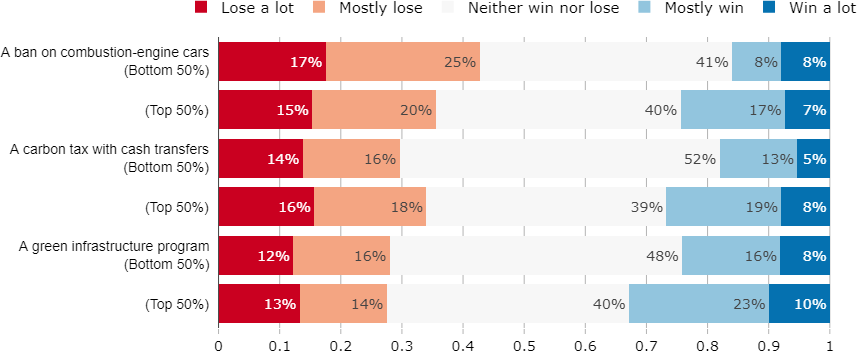 Lose a lot Mostly lose Neither win nor lose Mostly win Win a lot
A ban on combustion-engine cars
(Bottom 50%)
17% 25% 41% 8% 8%
(Top 50%) 15% 20% 40% 17% 7%
A carbon tax with cash transfers
(Bottom 50%)
14% 16% 52% 13% 5%
(Top 50%) 16% 18% 39% 19% 8%
A green infrastructure program
(Bottom 50%)
12% 16% 48% 16% 8%
(Top 50%) 13% 14% 40% 23% 10%
0 0.1 0.2 0.3 0.4 0.5 0.6 0.7 0.8 0.9 1